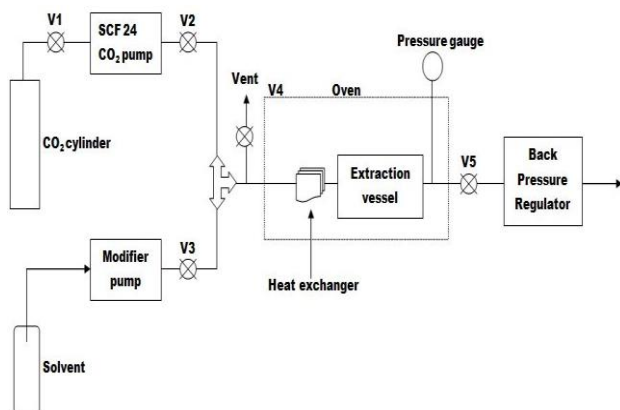 V1
SCF 24
CO₂ pump
V2
CO₂ cylinder
Vent
V4
Oven
Pressure gauge
Extraction
vessel
V5
Back
Pressure
Regulator
Modifier
pump
V3
Heat exchanger
Solvent